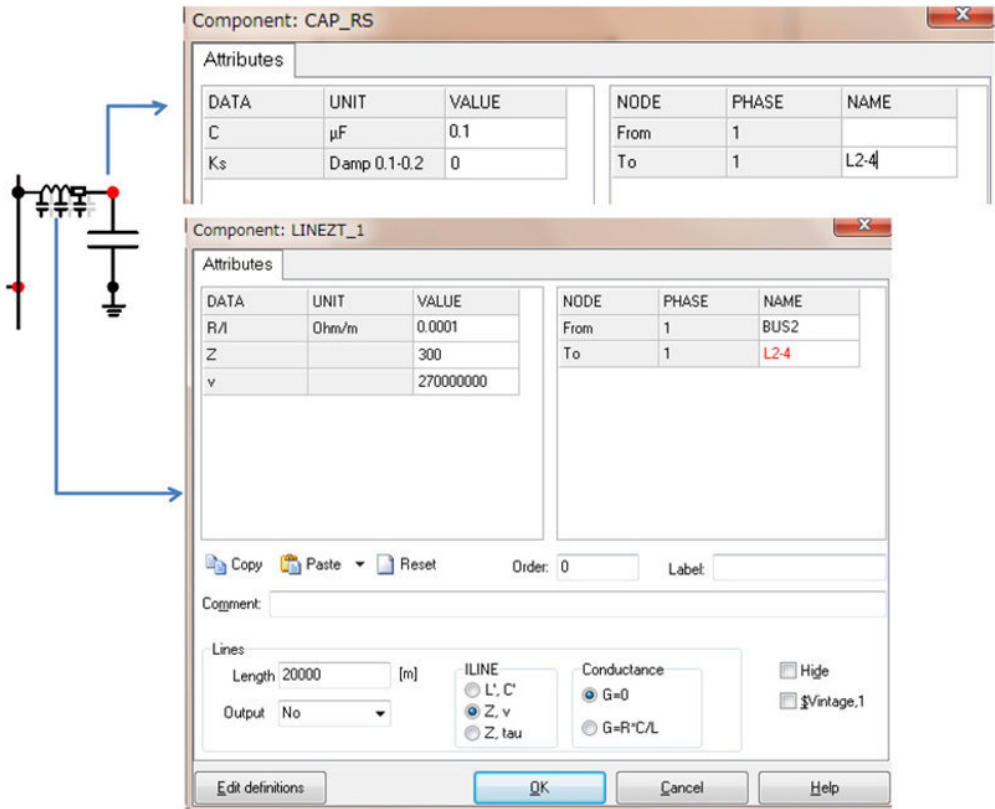 Component: CAP_RS
Attributes
DATA UNIT VALUE
C µF 0.1
Ks Damp 0.1-0.2 0
NODE PHASE NAME
From 1
To 1 L2-4
Component: LINEZT_1
Attributes
DATA UNIT VALUE
R/l Ohm/m 0.0001
Z 300
v 270000000
NODE PHASE NAME
From 1 BUS2
To 1 L2-4
Copy Paste Reset Order: 0 Label:
Comment:
Lines
Length 20000 [m]
Output No
ILINE
L', C'
Z, v
Z, tau
Conductance
G=0
G=R*C/L
Hide
$Vintage,1
Edit definitions OK Cancel Help